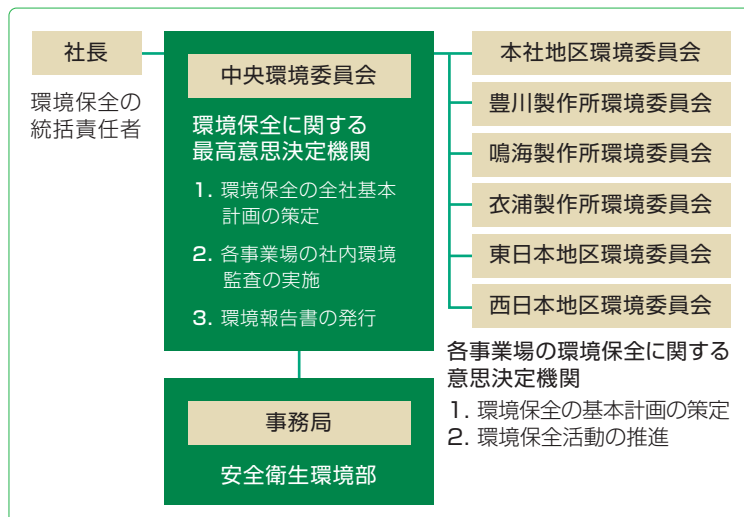 社長
環境保全の
統括責任者
中央環境委員会
環境保全に関する
最高意思決定機関
1. 環境保全の全社基本
計画の策定
2. 各事業場の社内環境
監査の実施
3. 環境報告書の発行
事務局
安全衛生環境部
本社地区環境委員会
豊川製作所環境委員会
鳴海製作所環境委員会
衣浦製作所環境委員会
東日本地区環境委員会
西日本地区環境委員会
各事業場の環境保全に関する
意思決定機関
1. 環境保全の基本計画の策定
2. 環境保全活動の推進